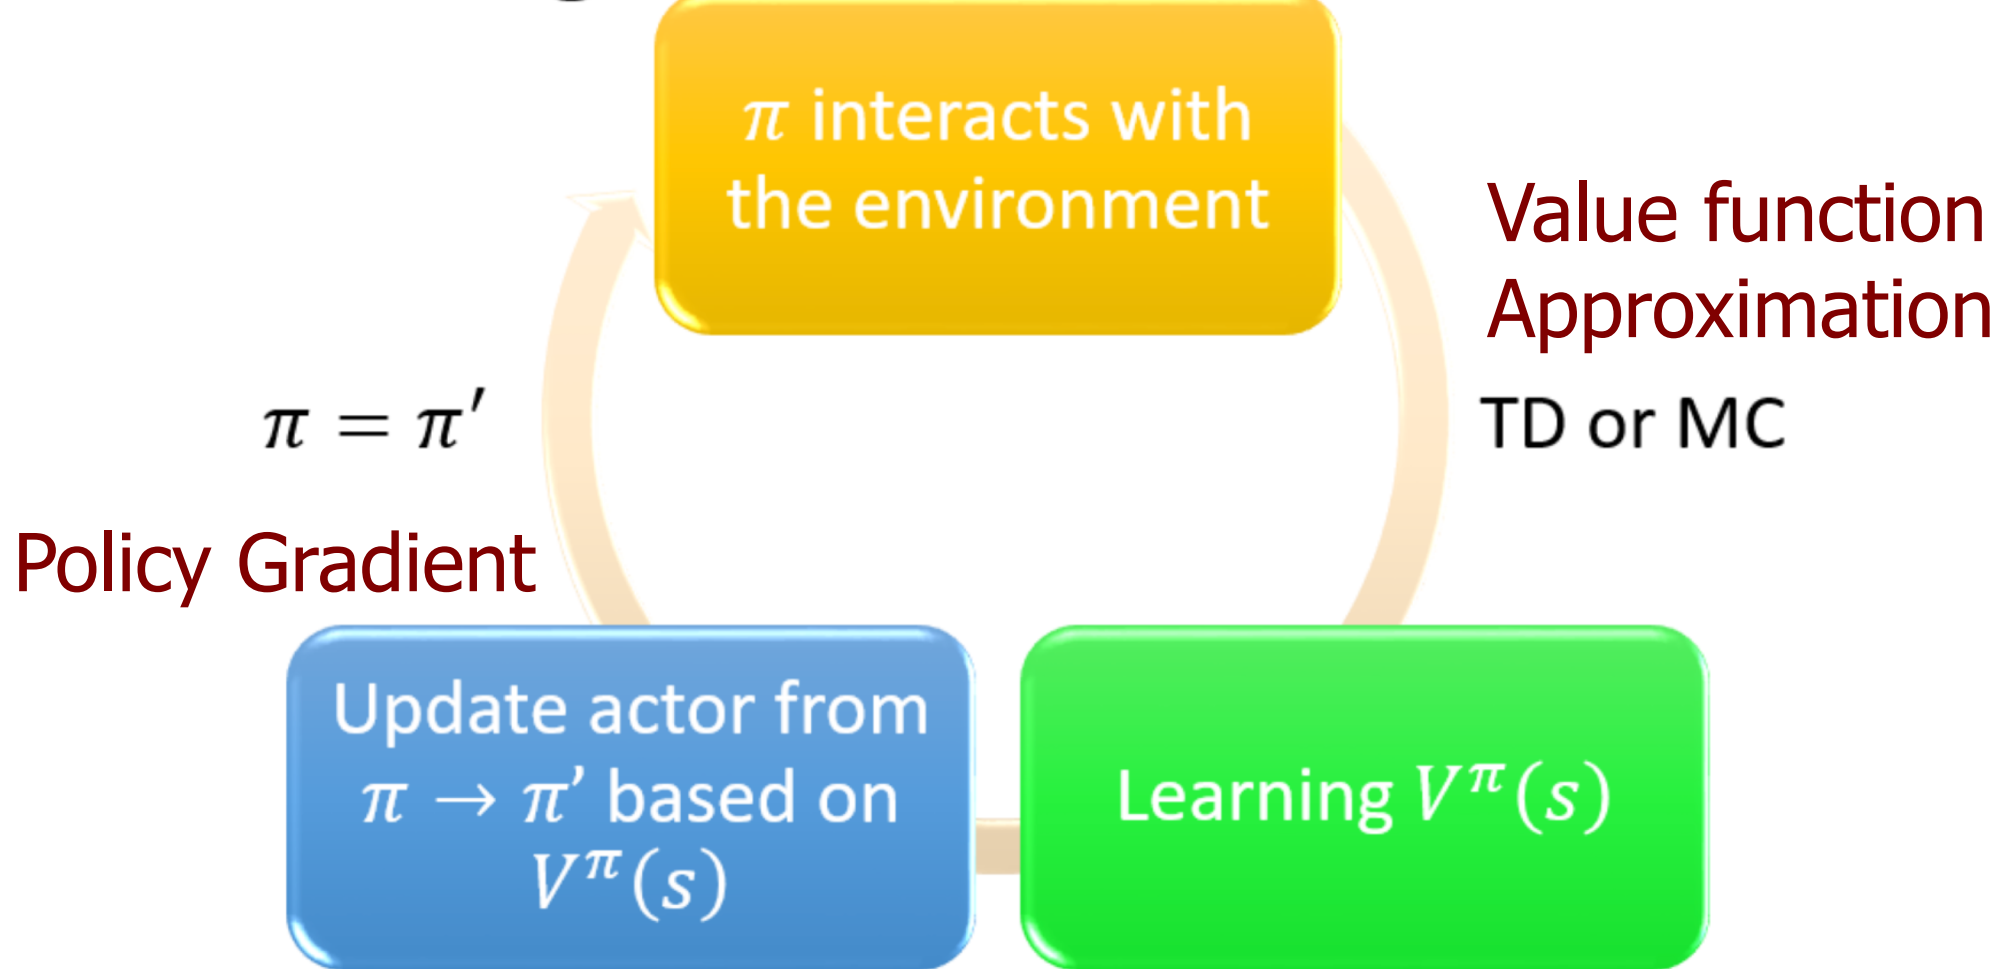 π interacts with
the environment
Value function
Approximation
TD or MC
π = π′
Policy Gradient
Update actor from
π → π’ based on
V^π(s)
Learning V^π(s)